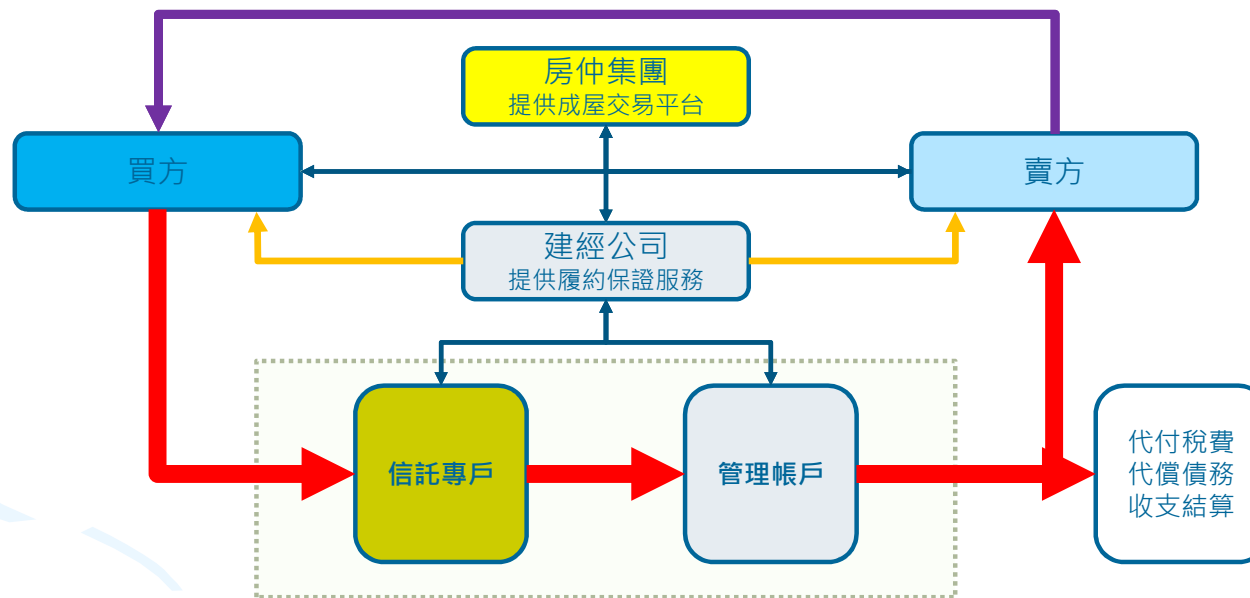 房仲集團
提供成屋交易平台
買方
賣方
建經公司
提供履約保證服務
信託專戶
管理帳戶
代付稅費
代償債務
收支結算